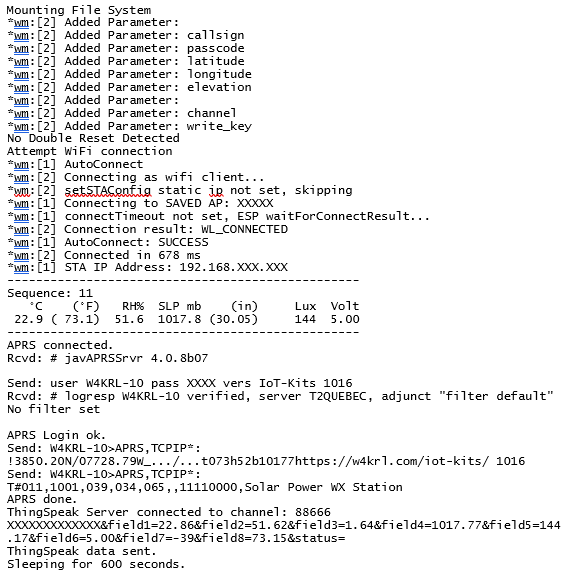 Mounting File System
*wm:[2] Added Parameter:
*wm:[2] Added Parameter: callsign
*wm:[2] Added Parameter: passcode
*wm:[2] Added Parameter: latitude
*wm:[2] Added Parameter: longitude
*wm:[2] Added Parameter: elevation
*wm:[2] Added Parameter:
*wm:[2] Added Parameter: channel
*wm:[2] Added Parameter: write_key
No Double Reset Detected
Attempt WiFi connection
*wm:[1] AutoConnect
*wm:[2] Connecting as wifi client...
*wm:[2] setSTAConfig static ip not set, skipping
*wm:[1] Connecting to SAVED AP: XXXXX
*wm:[1] connectTimeout not set, ESP waitForConnectResult...
*wm:[2] Connection result: WL_CONNECTED
*wm:[1] AutoConnect: SUCCESS
*wm:[2] Connected in 678 ms
*wm:[1] STA IP Address: 192.168.XXX.XXX
------------------------------------------------
Sequence: 11
°C (°F) RH% SLP mb (in) Lux Volt
22.9 ( 73.1) 51.6 1017.8 (30.05) 144 5.00
------------------------------------------------
APRS connected.
Rcvd: # javAPRSSrvr 4.0.8b07
Send: user W4KRL-10 pass XXXX vers IoT-Kits 1016
Rcvd: # logresp W4KRL-10 verified, server T2QUEBEC, adjunct "filter default"
No filter set
APRS Login ok.
Send: W4KRL-10>APRS,TCPIP*:
!3850.20N/07728.79W_.../...t073h52b10177https://w4krl.com/iot-kits/ 1016
Send: W4KRL-10>APRS,TCPIP*:
T#011,1001,039,034,065,,11110000,Solar Power WX Station
APRS done.
ThingSpeak Server connected to channel: 88666
XXXXXXXXXXXXX&field1=22.86&field2=51.62&field3=1.64&field4=1017.77&field5=144
.17&field6=5.00&field7=-39&field8=73.15&status=
ThingSpeak data sent.
Sleeping for 600 seconds.